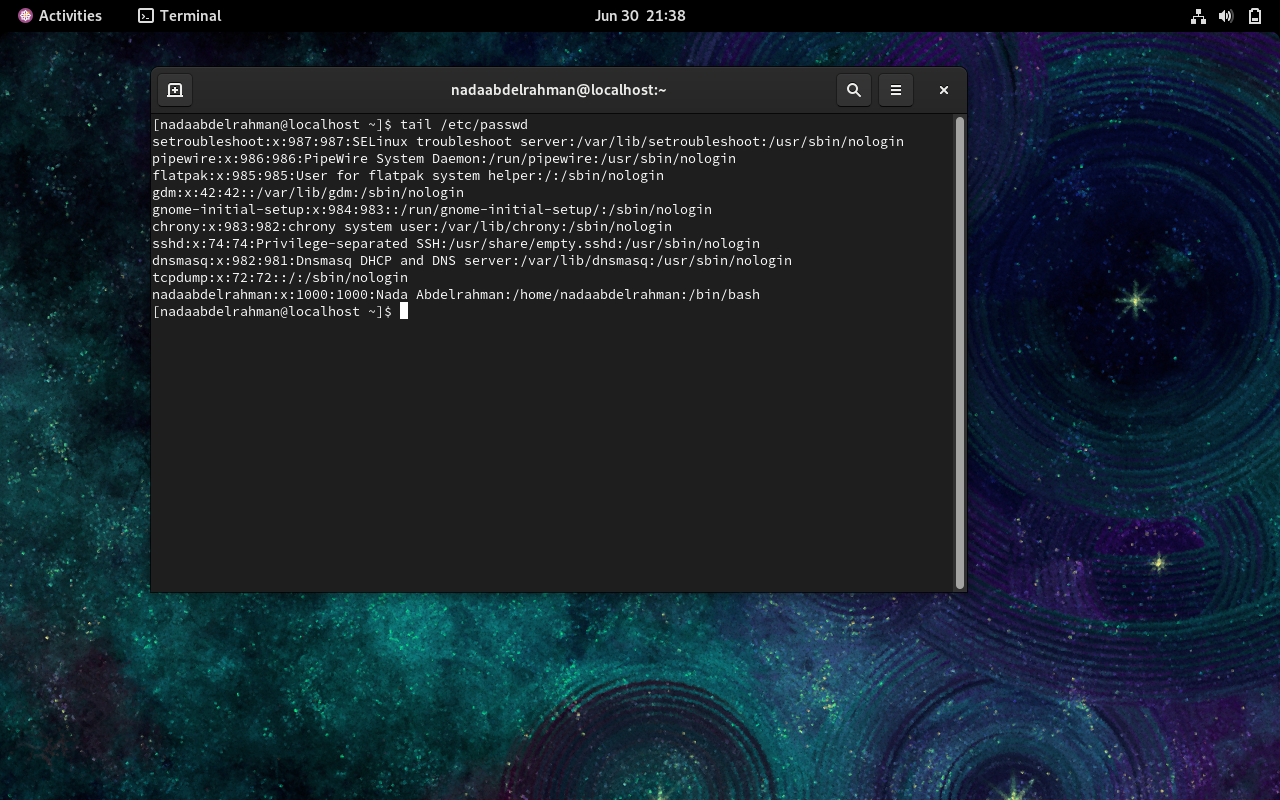 Activities Terminal Jun 30 21:38
nadaabdelrahman@localhost:~
[nadaabdelrahman@localhost ~]$ tail /etc/passwd
setroubleshoot:x:987:987:SELinux troubleshoot server:/var/lib/setroubleshoot:/usr/sbin/nologin
pipewire:x:986:986:PipeWire System Daemon:/run/pipewire:/usr/sbin/nologin
flatpak:x:985:985:User for flatpak system helper:/:/sbin/nologin
gdm:x:42:42::/var/lib/gdm:/sbin/nologin
gnome-initial-setup:x:984:983::/run/gnome-initial-setup/:/sbin/nologin
chrony:x:983:982:chrony system user:/var/lib/chrony:/sbin/nologin
sshd:x:74:74:Privilege-separated SSH:/usr/share/empty.sshd:/usr/sbin/nologin
dnsmasq:x:982:981:Dnsmasq DHCP and DNS server:/var/lib/dnsmasq:/usr/sbin/nologin
tcpdump:x:72:72::/:/sbin/nologin
nadaabdelrahman:x:1000:1000:Nada Abdelrahman:/home/nadaabdelrahman:/bin/bash
[nadaabdelrahman@localhost ~]$